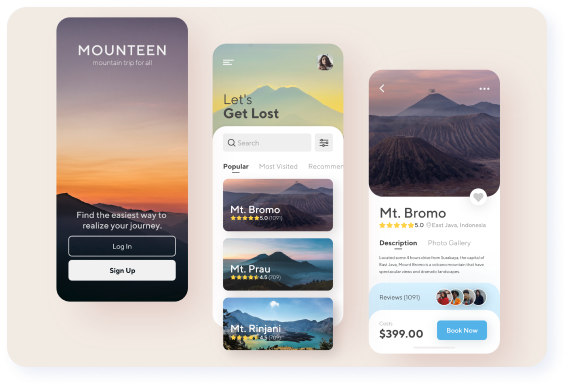 MOUNTEEN
mountain trip for all
Find the easiest way to
realize your journey.
Log In
Sign Up
Let's
Get Lost
Search
Popular Most Visited Recommen
Mt. Bromo
5.0 (1091)
Mt. Prau
4.5 (709)
Mt. Rinjani
4.5 (709)
Mt. Bromo
5.0 East Java, Indonesia
Description Photo Gallery
Located some 4 hours drive from Surabaya, the capital of
East Java, Mount Bromo is a volcano mountain that have
spectacular views and dramatic landscapes.
Reviews (1091)
Costs
$399.00
Book Now